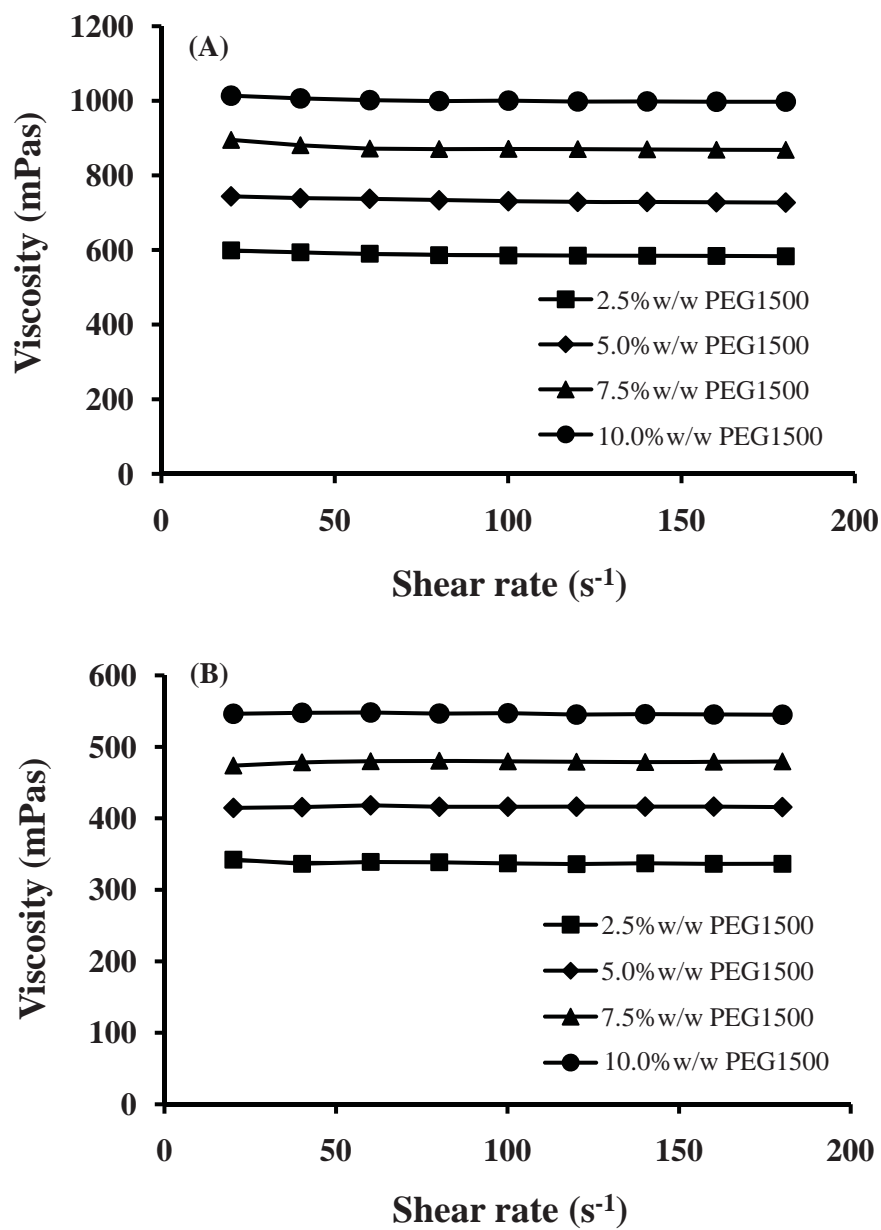 (A)
1200
1000
800
600
400
200
0
Viscosity (mPas)
2.5%w/w PEG1500
5.0%w/w PEG1500
7.5%w/w PEG1500
10.0%w/w PEG1500
0 50 100 150 200
Shear rate (s⁻¹)
(B)
600
500
400
300
200
100
0
Viscosity (mPas)
2.5%w/w PEG1500
5.0%w/w PEG1500
7.5%w/w PEG1500
10.0%w/w PEG1500
0 50 100 150 200
Shear rate (s⁻¹)